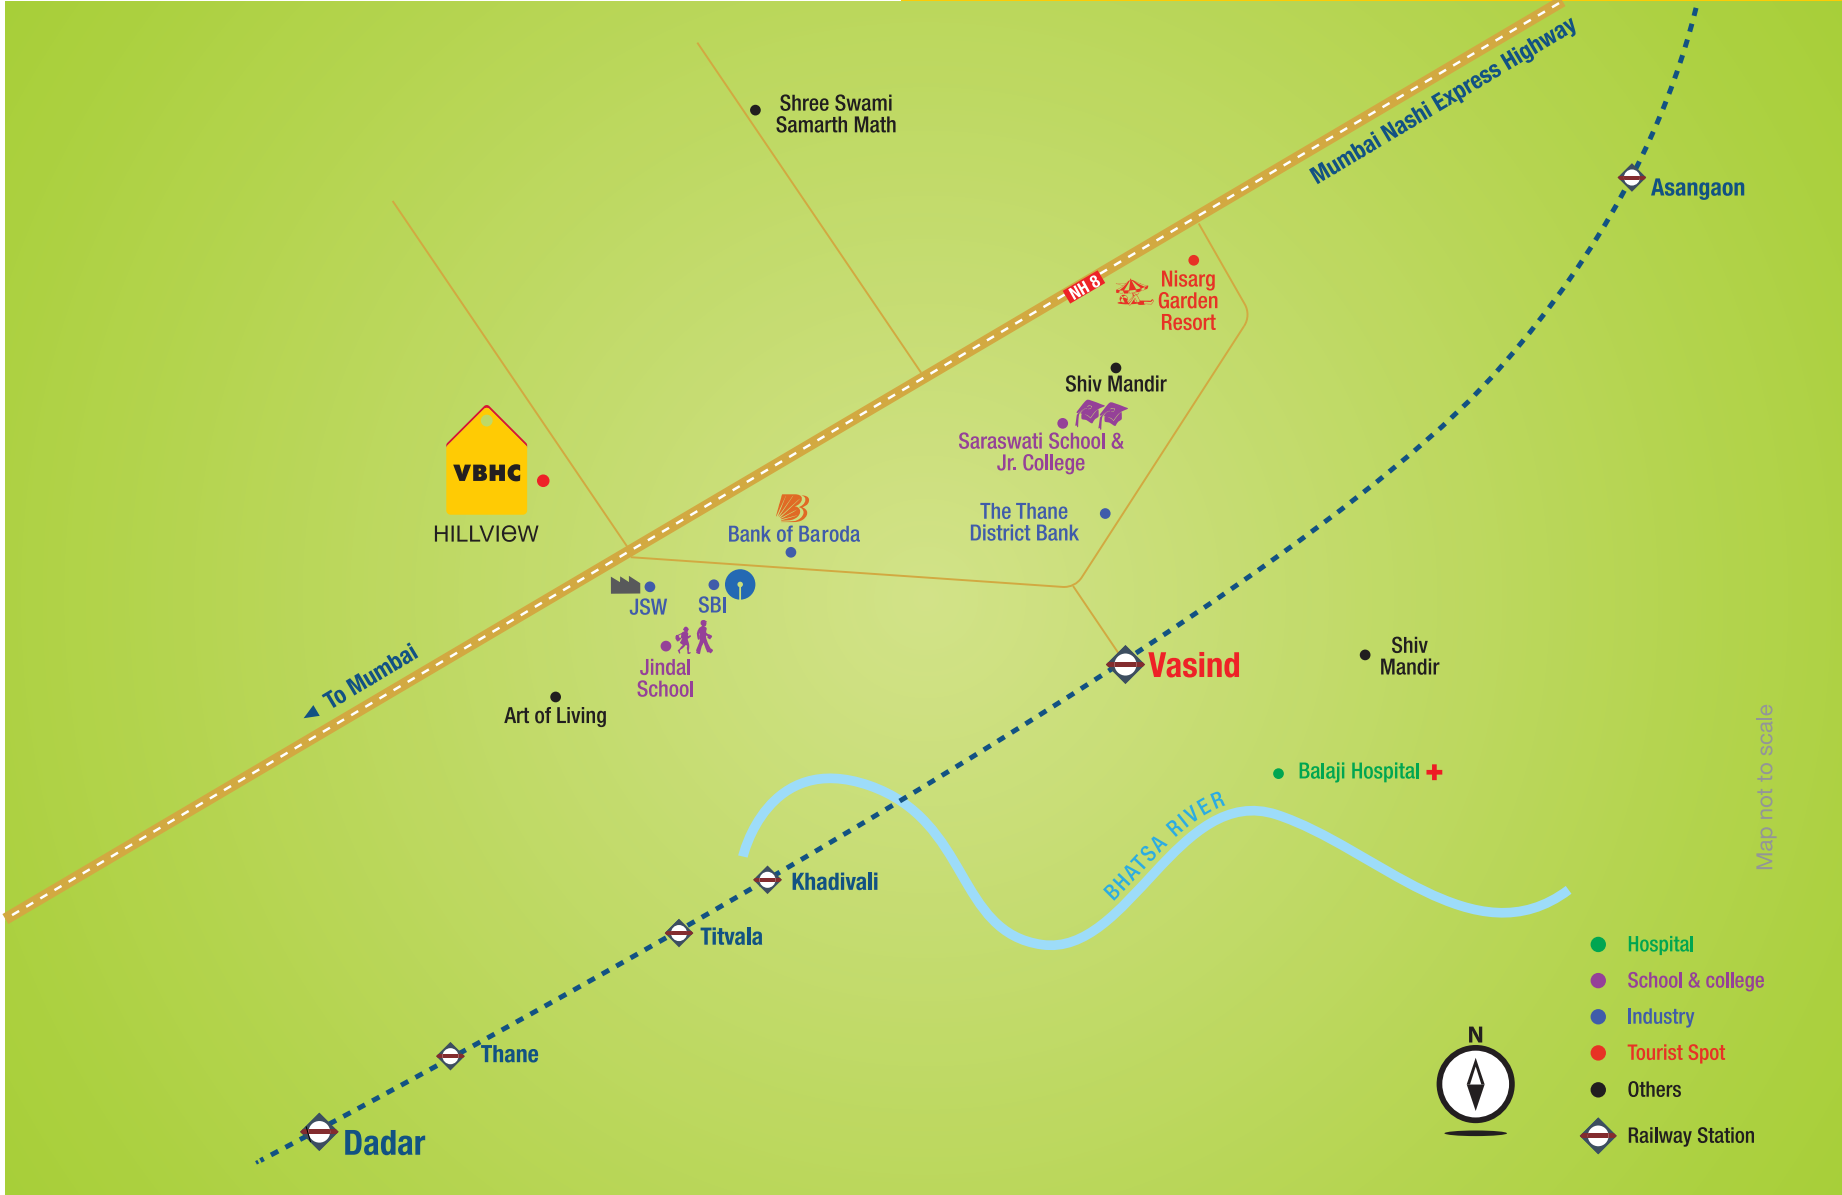 Shree Swami
Samarth Math
Mumbai Nashi Express Highway
Asangaon
NH 8
Nisarg
Garden
Resort
Shiv Mandir
Saraswati School &
Jr. College
VBHC
HILLVIEW
Bank of Baroda
The Thane
District Bank
JSW
SBI
Jindal
School
To Mumbai
Art of Living
Vasind
Shiv
Mandir
Balaji Hospital
BHATSA RIVER
Map not to scale
Khadivali
Titvala
Thane
Dadar
N
Hospital
School & college
Industry
Tourist Spot
Others
Railway Station